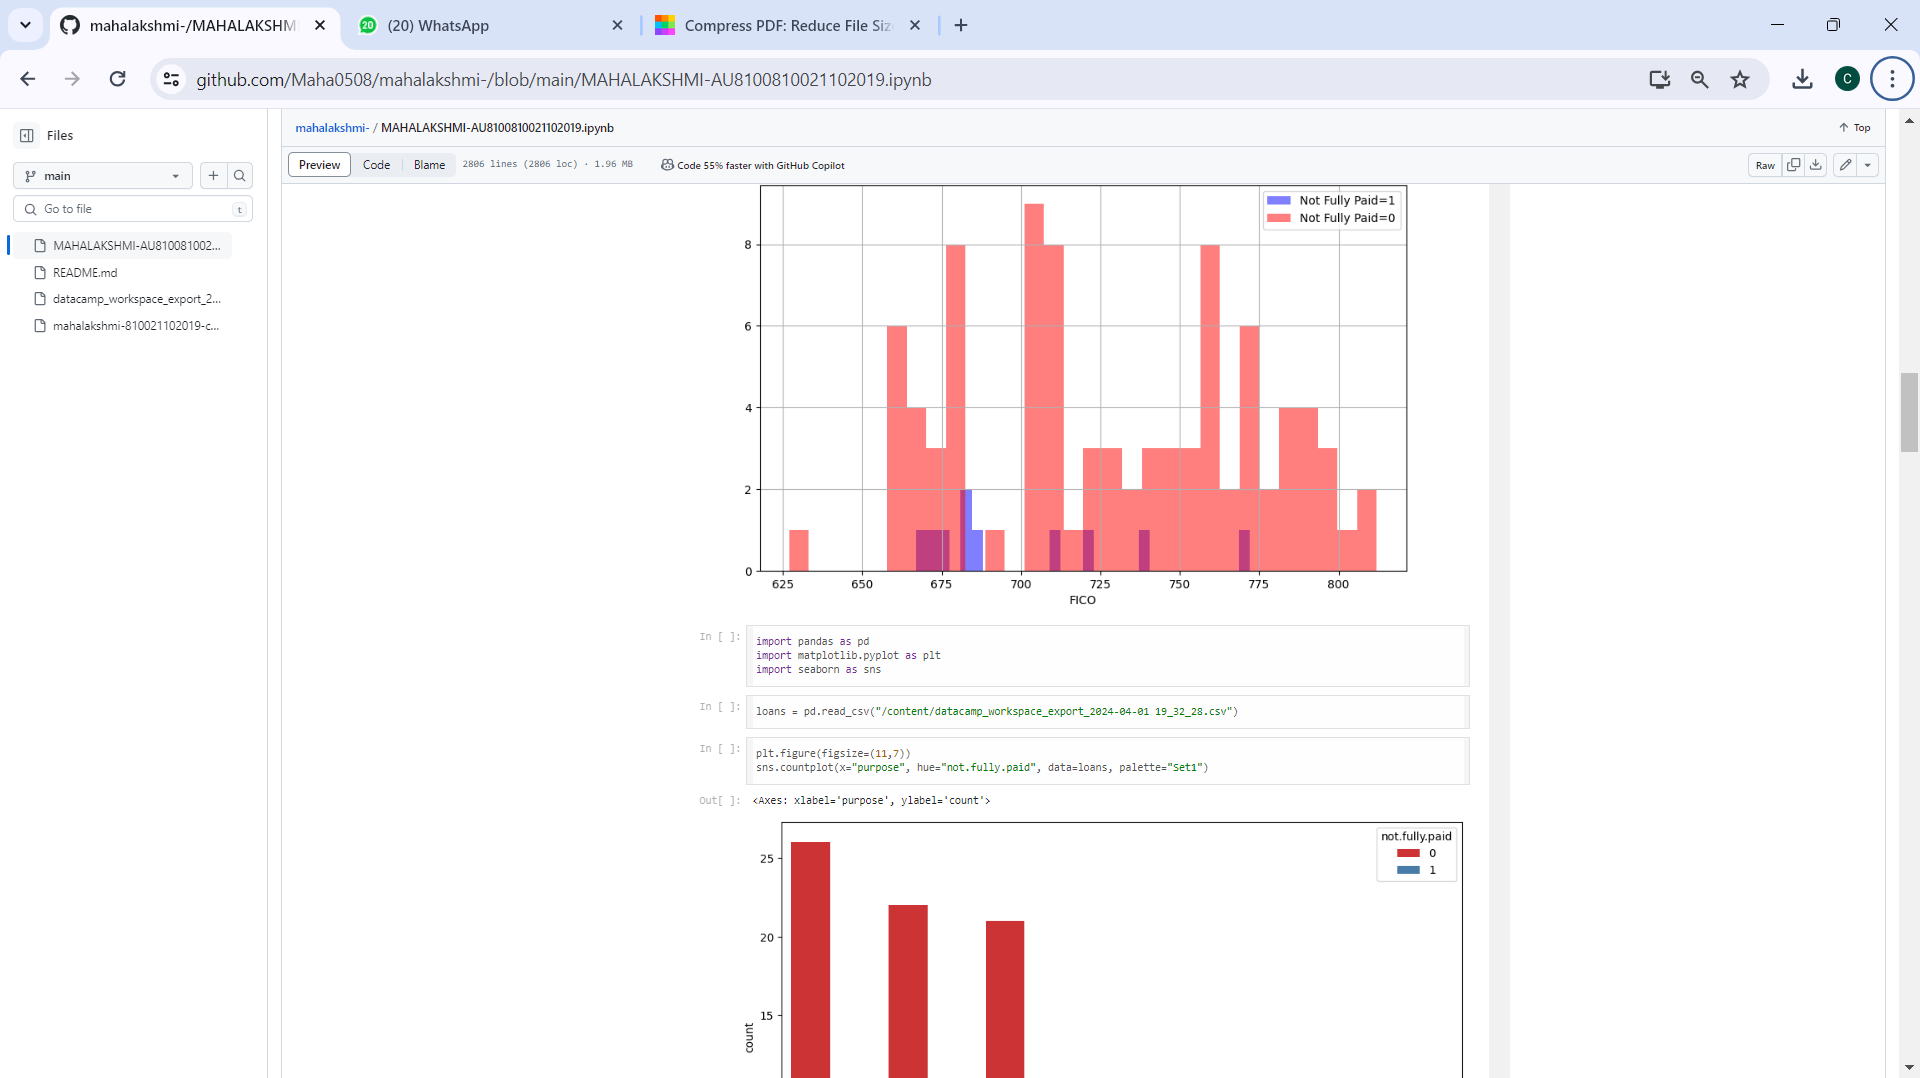 mahalakshmi-/MAHALAKSHMI
(20) WhatsApp
Compress PDF: Reduce File Siz
github.com/Maha0508/mahalakshmi-/blob/main/MAHALAKSHMI-AU8100810021102019.ipynb
C
Files
mahalakshmi- / MAHALAKSHMI-AU8100810021102019.ipynb
Top
Preview
Code
Blame
2806 lines (2806 loc) · 1.96 MB
Code 55% faster with GitHub Copilot
Raw
main
Go to file
t
MAHALAKSHMI-AU810081002...
README.md
datacamp_workspace_export_2...
mahalakshmi-810021102019-c...
Not Fully Paid=1
Not Fully Paid=0
8
6
4
2
0
625 650 675 700 725 750 775 800
FICO
In [ ]:
import pandas as pd
import matplotlib.pyplot as plt
import seaborn as sns
In [ ]:
loans = pd.read_csv("/content/datacamp_workspace_export_2024-04-01 19_32_28.csv")
In [ ]:
plt.figure(figsize=(11,7))
sns.countplot(x="purpose", hue="not.fully.paid", data=loans, palette="Set1")
Out[ ]:
<Axes: xlabel='purpose', ylabel='count'>
not.fully.paid
0
1
25
20
15
count